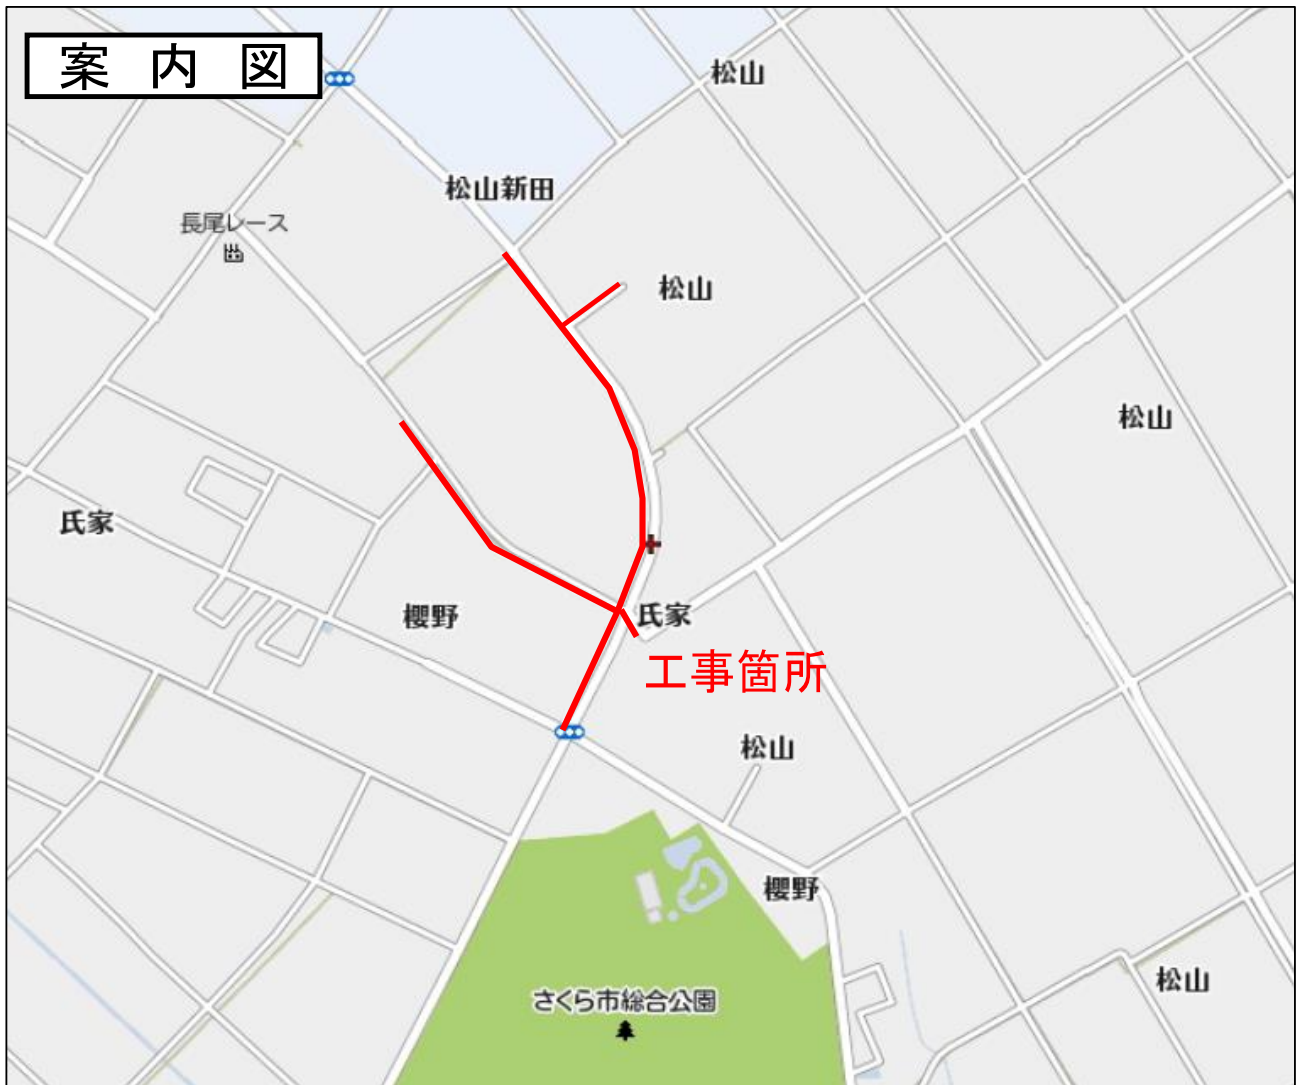 案内図
松山
松山新田
長尾レース
松山
松山
氏家
櫻野
氏家
工事箇所
松山
櫻野
松山
さくら市総合公園